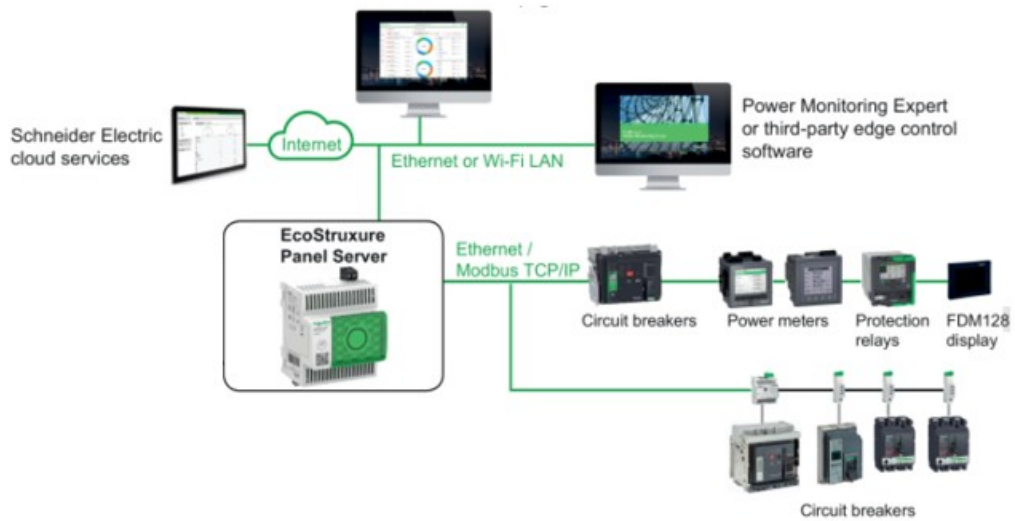 Schneider Electric
cloud services
Internet
Ethernet or Wi-Fi LAN
Power Monitoring Expert
or third-party edge control
software
EcoStruxure
Panel Server
Ethernet /
Modbus TCP/IP
Circuit breakers
Power meters
Protection
relays
FDM128
display
Circuit breakers